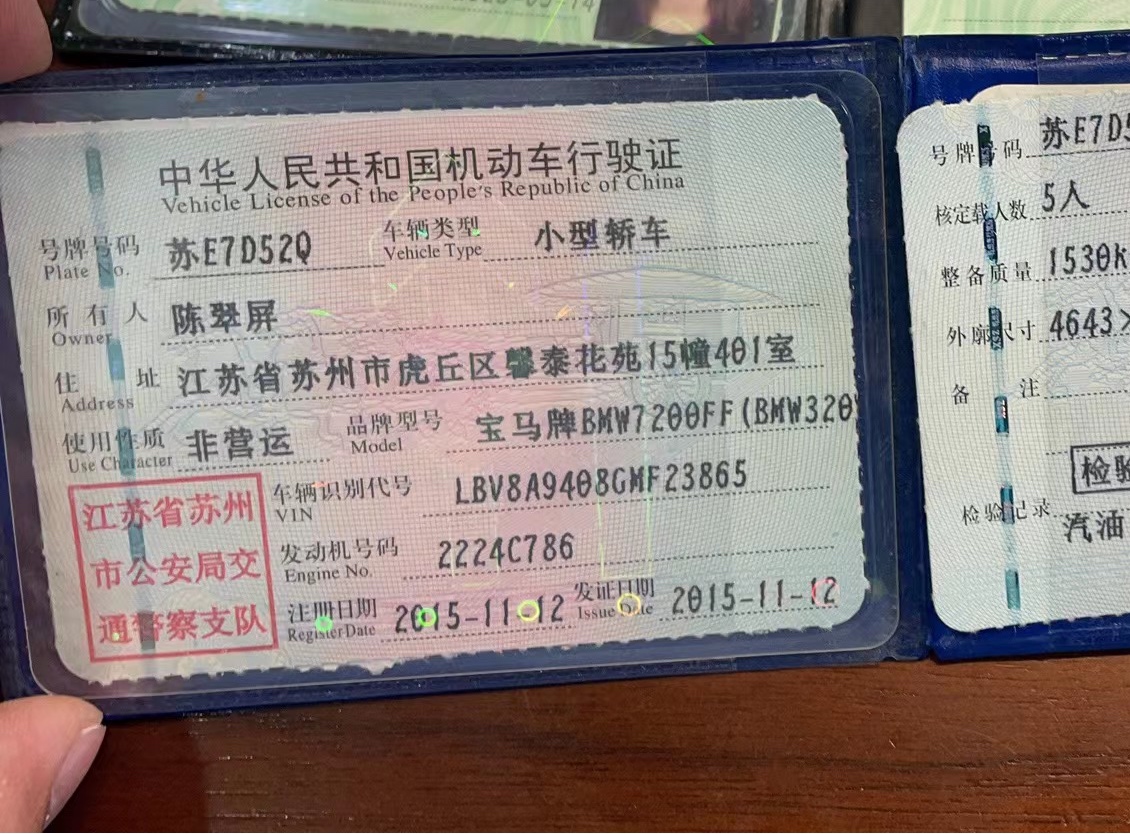 中华人民共和国机动车行驶证
Vehicle License of the People's Republic of China
号牌号码 苏E7D52Q 车辆类型 小型轿车
Plate No. Vehicle Type
所有人 陈翠屏
Owner
住址 江苏省苏州市虎丘区馨泰花苑15幢401室
Address
使用性质 非营运 品牌型号 宝马牌BMW7200FF(BMW320
Use Character Model
江苏省苏州
市公安局交
通警察支队
车辆识别代号 LBV8A9408GMF23865
VIN
发动机号码 2224C786
Engine No.
注册日期 2015-11-12 发证日期 2015-11-12
Register Date Issue Date
号牌号码 苏E7D5
核定载人数 5人
整备质量 1530k
外廓尺寸 4643×
备注
检验
检验记录
汽油